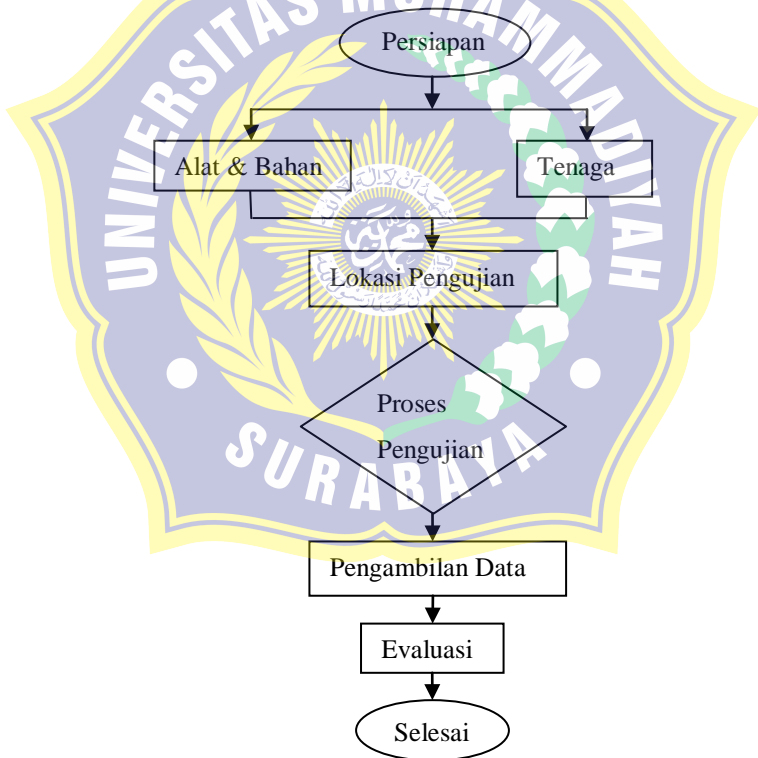 UNIVERSITAS MUHAMMADIYAH
SURABAYA
Persiapan
Alat & Bahan
Tenaga
Lokasi Pengujian
Proses
Pengujian
Pengambilan Data
Evaluasi
Selesai